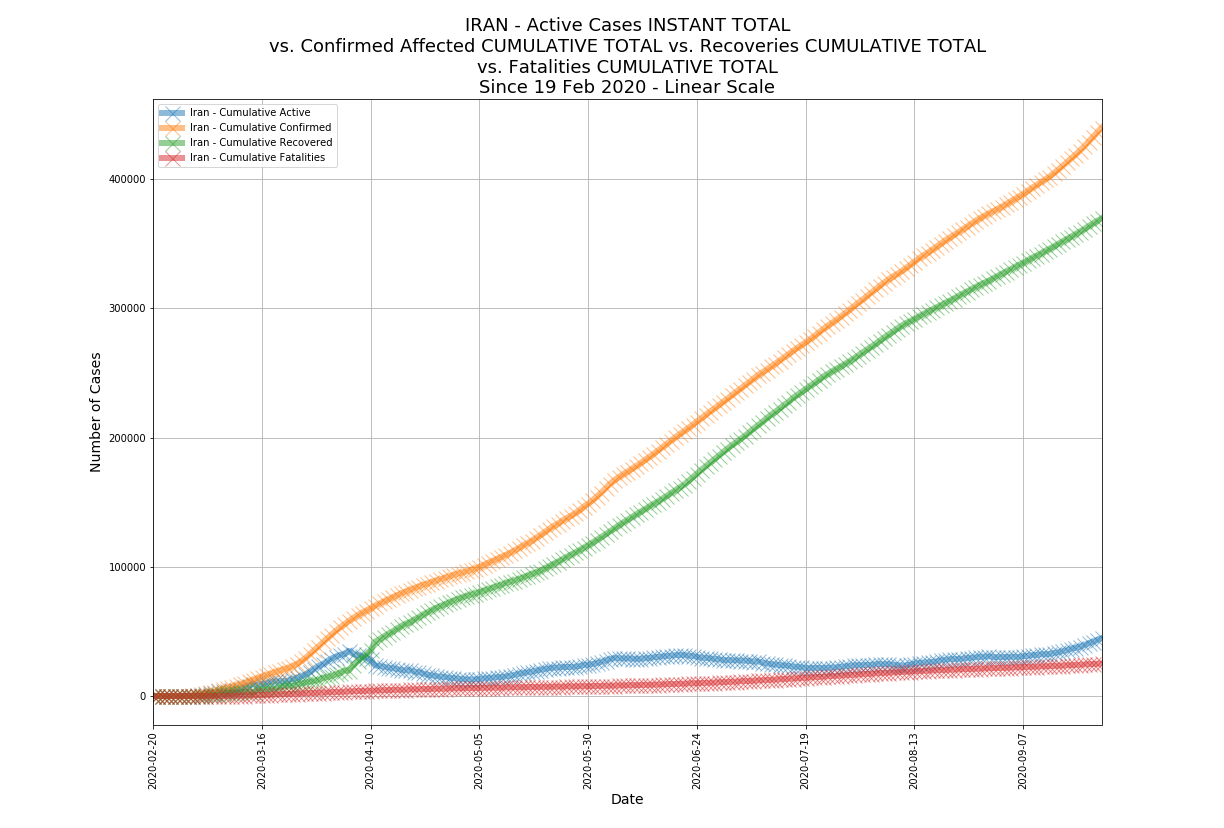 IRAN - Active Cases INSTANT TOTAL
vs. Confirmed Affected CUMULATIVE TOTAL vs. Recoveries CUMULATIVE TOTAL
vs. Fatalities CUMULATIVE TOTAL
Since 19 Feb 2020 - Linear Scale
Iran - Cumulative Active
Iran - Cumulative Confirmed
Iran - Cumulative Recovered
Iran - Cumulative Fatalities
Number of Cases
400000
300000
200000
100000
0
2020-02-20
2020-03-16
2020-04-10
2020-05-05
2020-05-30
2020-06-24
2020-07-19
2020-08-13
2020-09-07
Date